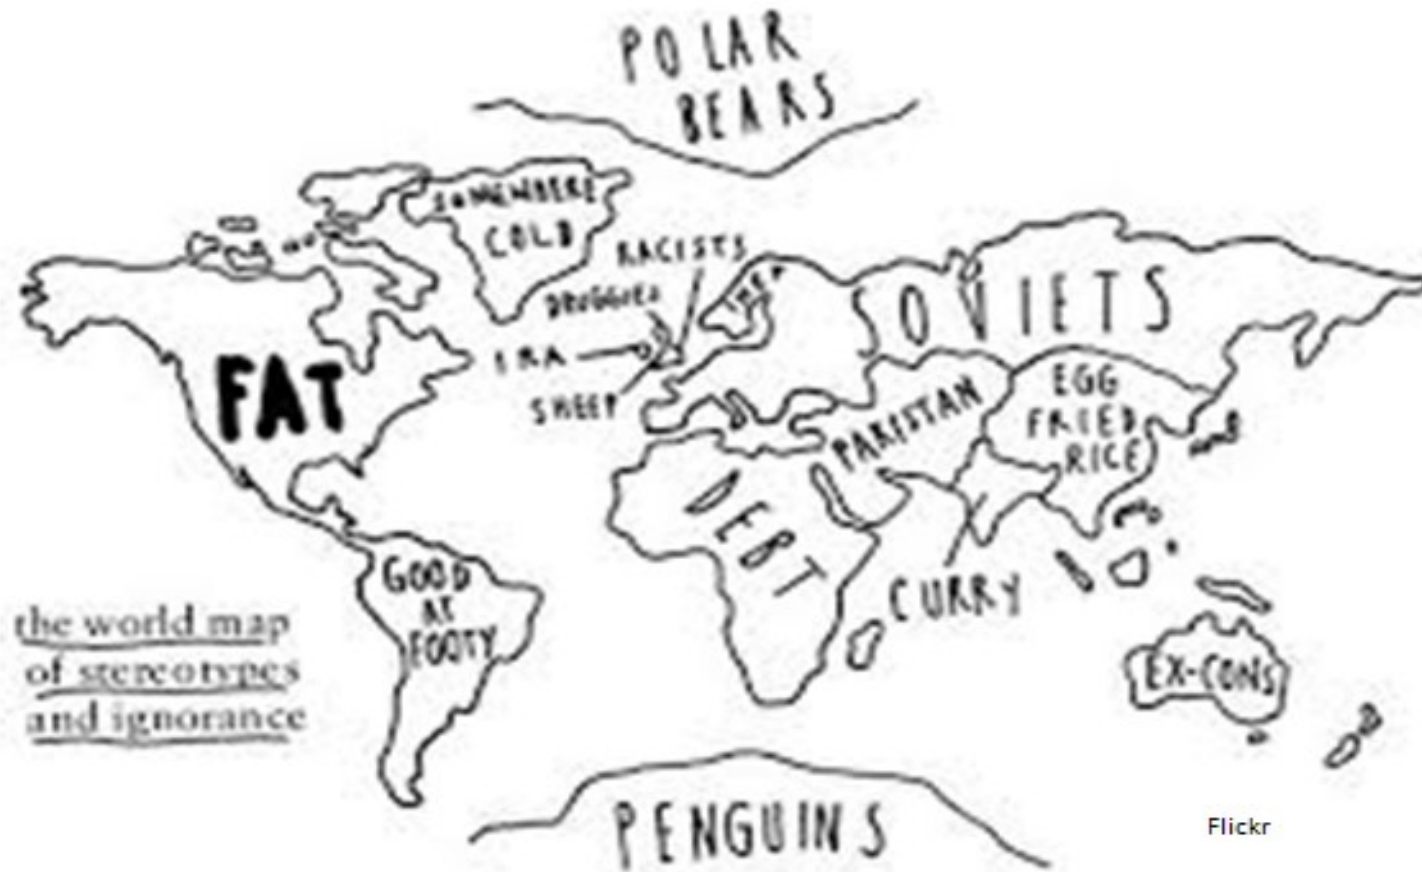 POLAR
BEARS
SOMEWHERE
COLD
RACISTS
DRUGGIES
IRA
SHEEP
SOVIETS
FAT
EGG
FRIED
RICE
PAKISTAN
DEBT
CURRY
GOOD
AT
FOOTY
the world map
of stereotypes
and ignorance
EX-CONS
PENGUINS
Flickr